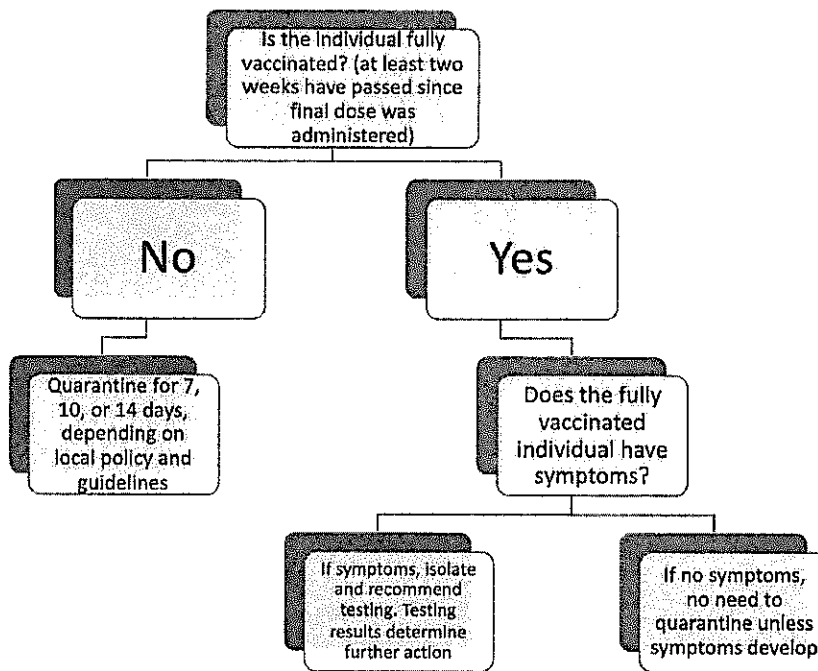 Is the individual fully
vaccinated? (at least two
weeks have passed since
final dose was
administered)
No
Yes
Quarantine for 7,
10, or 14 days,
depending on
local policy and
guidelines
Does the fully
vaccinated
individual have
symptoms?
If symptoms, isolate
and recommend
testing. Testing
results determine
further action
If no symptoms,
no need to
quarantine unless
symptoms develop